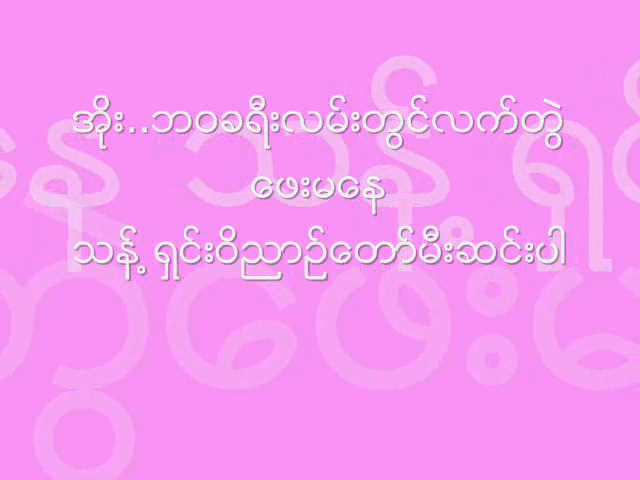 အိုး..ဘဝခရီးလမ်းတွင်လက်တွဲ
ဖေးမနေ
သန့် ရှင်းဝိညာဉ်တော်မီးဆင်းပါ